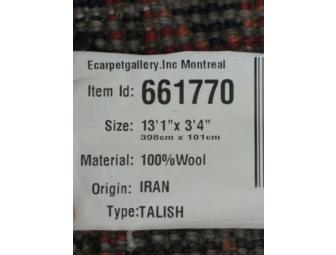 Ecarpetgallery.Inc Montreal
Item Id: 661770
Size: 13'1"x 3'4"
398cm x 101cm
Material: 100%Wool
Origin: IRAN
Type:TALISH